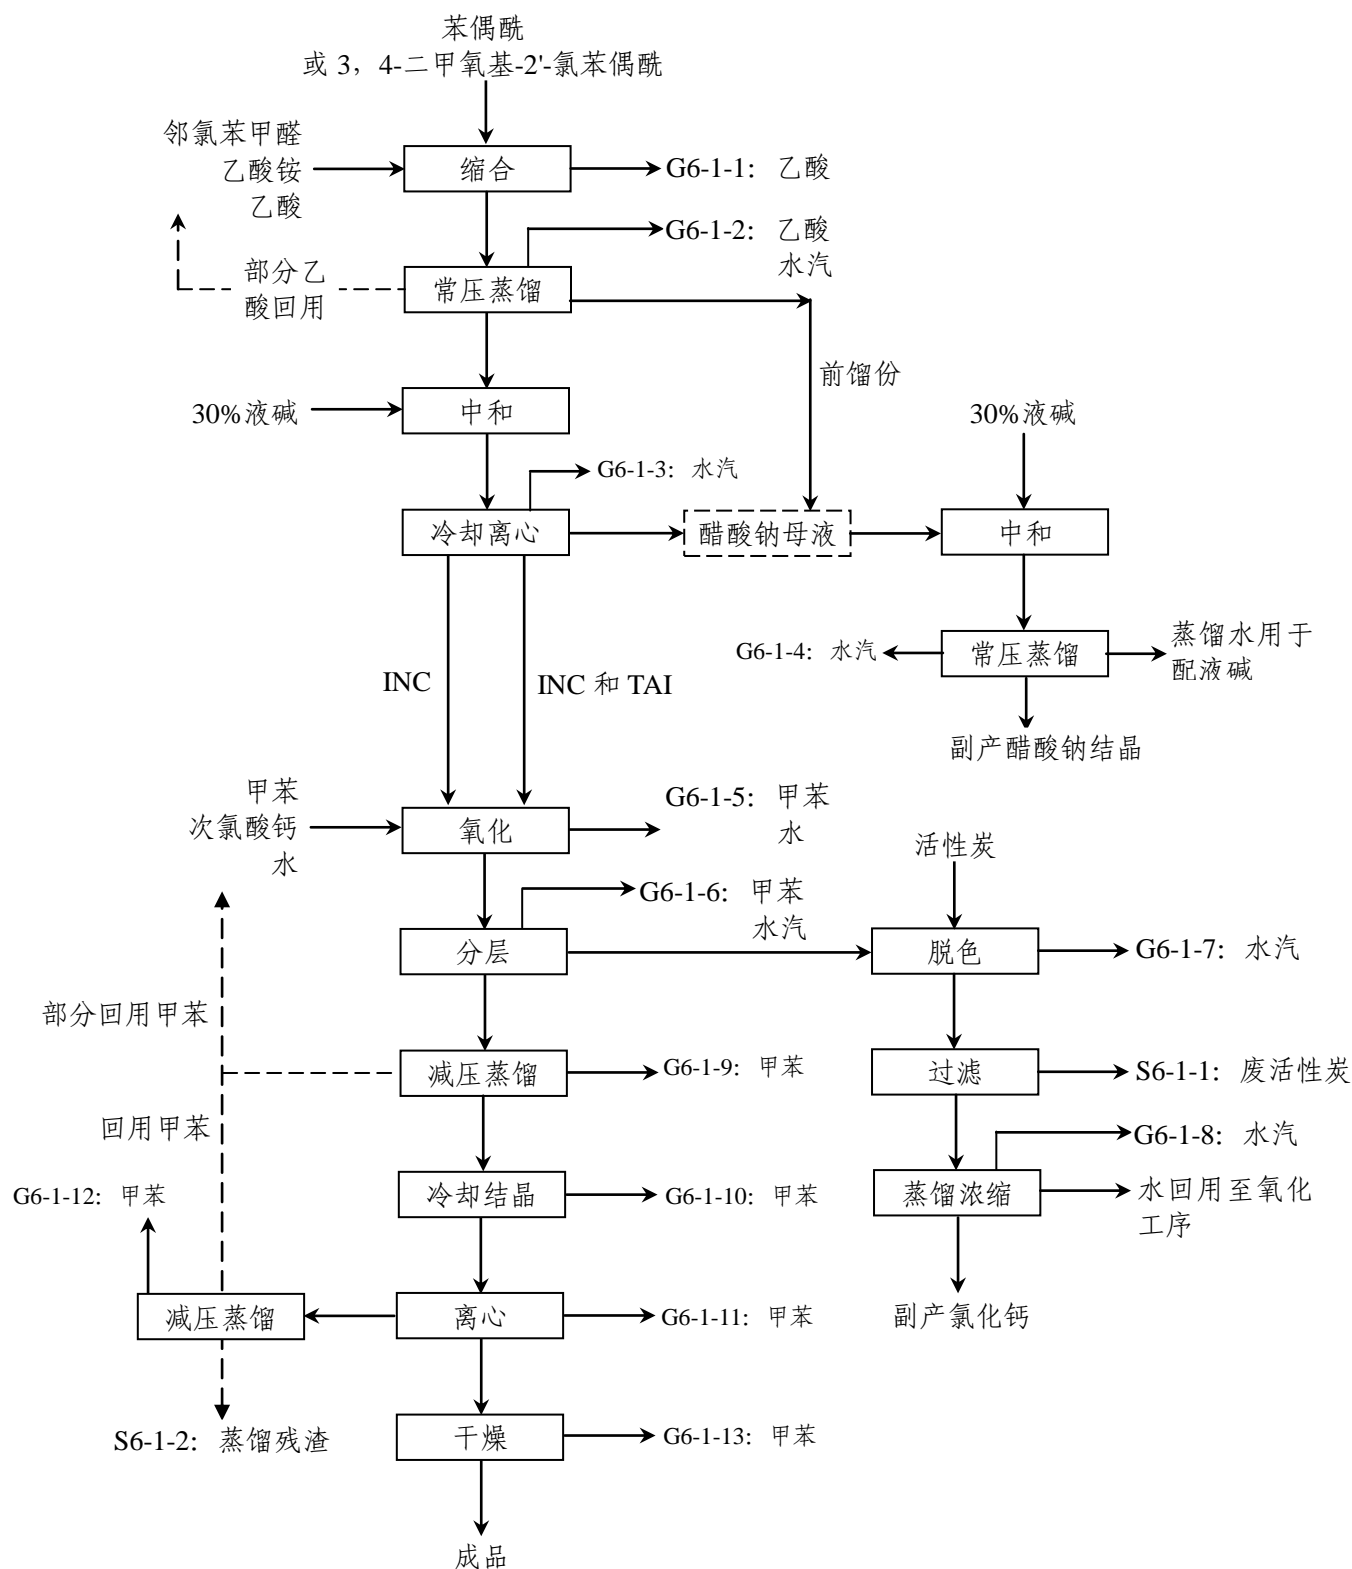 苯偶酰
或 3，4-二甲氧基-2'-氯苯偶酰
邻氯苯甲醛
乙酸铵
乙酸
缩合
G6-1-1：乙酸
G6-1-2：乙酸
水汽
部分乙
酸回用
常压蒸馏
前馏份
30%液碱
中和
30%液碱
G6-1-3：水汽
冷却离心
醋酸钠母液
中和
G6-1-4：水汽
常压蒸馏
蒸馏水用于
配液碱
INC
INC 和 TAI
副产醋酸钠结晶
甲苯
次氯酸钙
水
氧化
G6-1-5：甲苯
水
活性炭
G6-1-6：甲苯
水汽
分层
脱色
G6-1-7：水汽
部分回用甲苯
减压蒸馏
G6-1-9：甲苯
过滤
S6-1-1：废活性炭
回用甲苯
G6-1-8：水汽
G6-1-12：甲苯
冷却结晶
G6-1-10：甲苯
蒸馏浓缩
水回用至氧化
工序
减压蒸馏
离心
G6-1-11：甲苯
副产氯化钙
S6-1-2：蒸馏残渣
干燥
G6-1-13：甲苯
成品